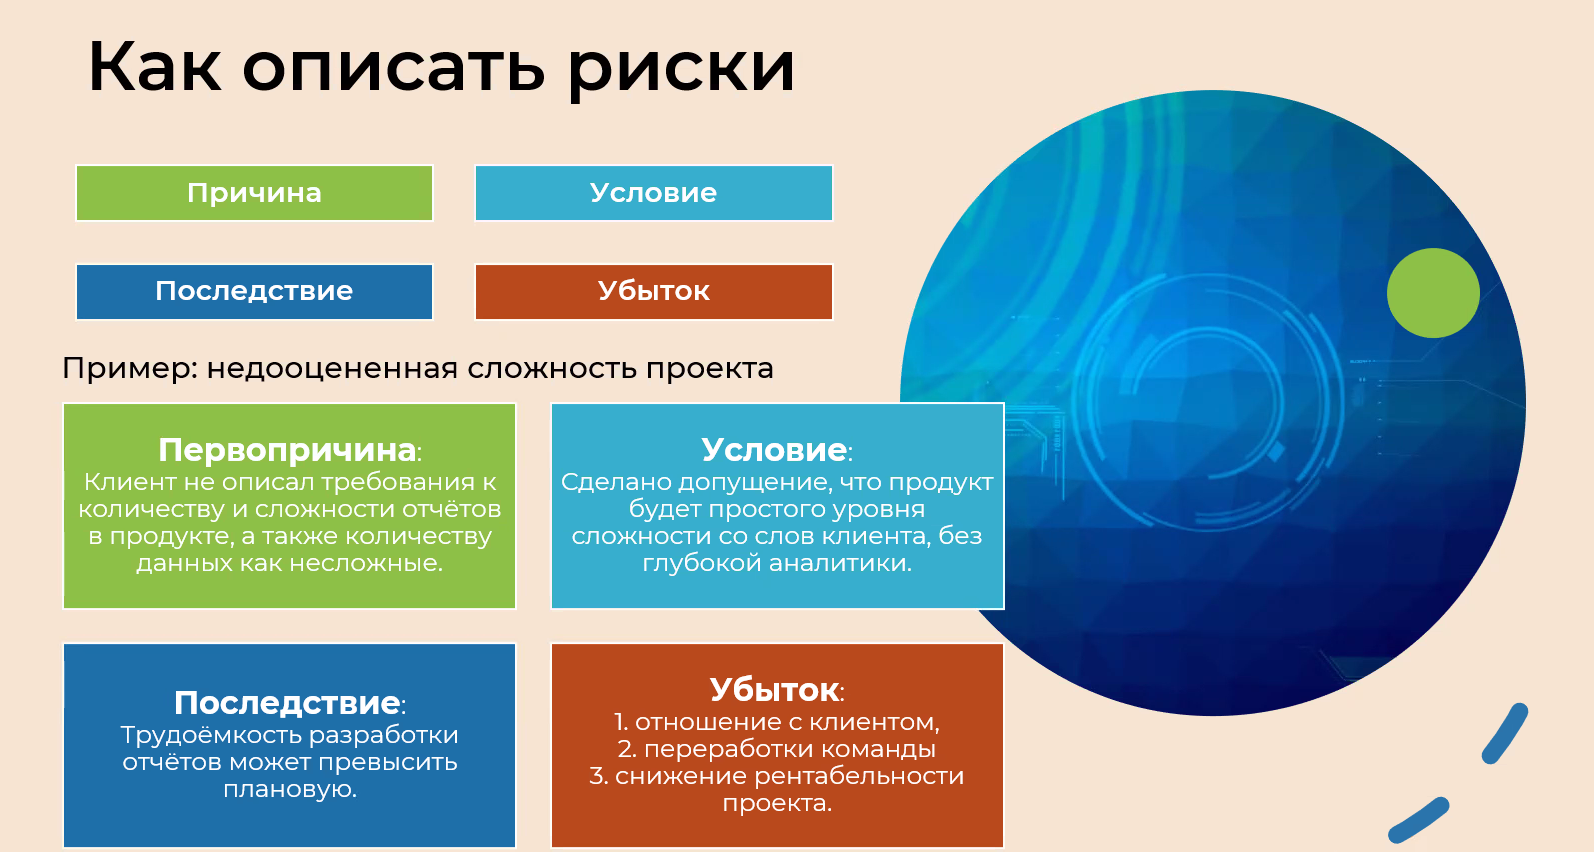 Как описать риски
Причина
Условие
Последствие
Убыток
Пример: недооцененная сложность проекта
Первопричина:
Клиент не описал требования к
количеству и сложности отчётов
в продукте, а также количеству
данных как несложные.
Условие:
Сделано допущение, что продукт
будет простого уровня
сложности со слов клиента, без
глубокой аналитики.
Последствие:
Трудоёмкость разработки
отчётов может превысить
плановую.
Убыток:
1. отношение с клиентом,
2. переработки команды
3. снижение рентабельности
проекта.